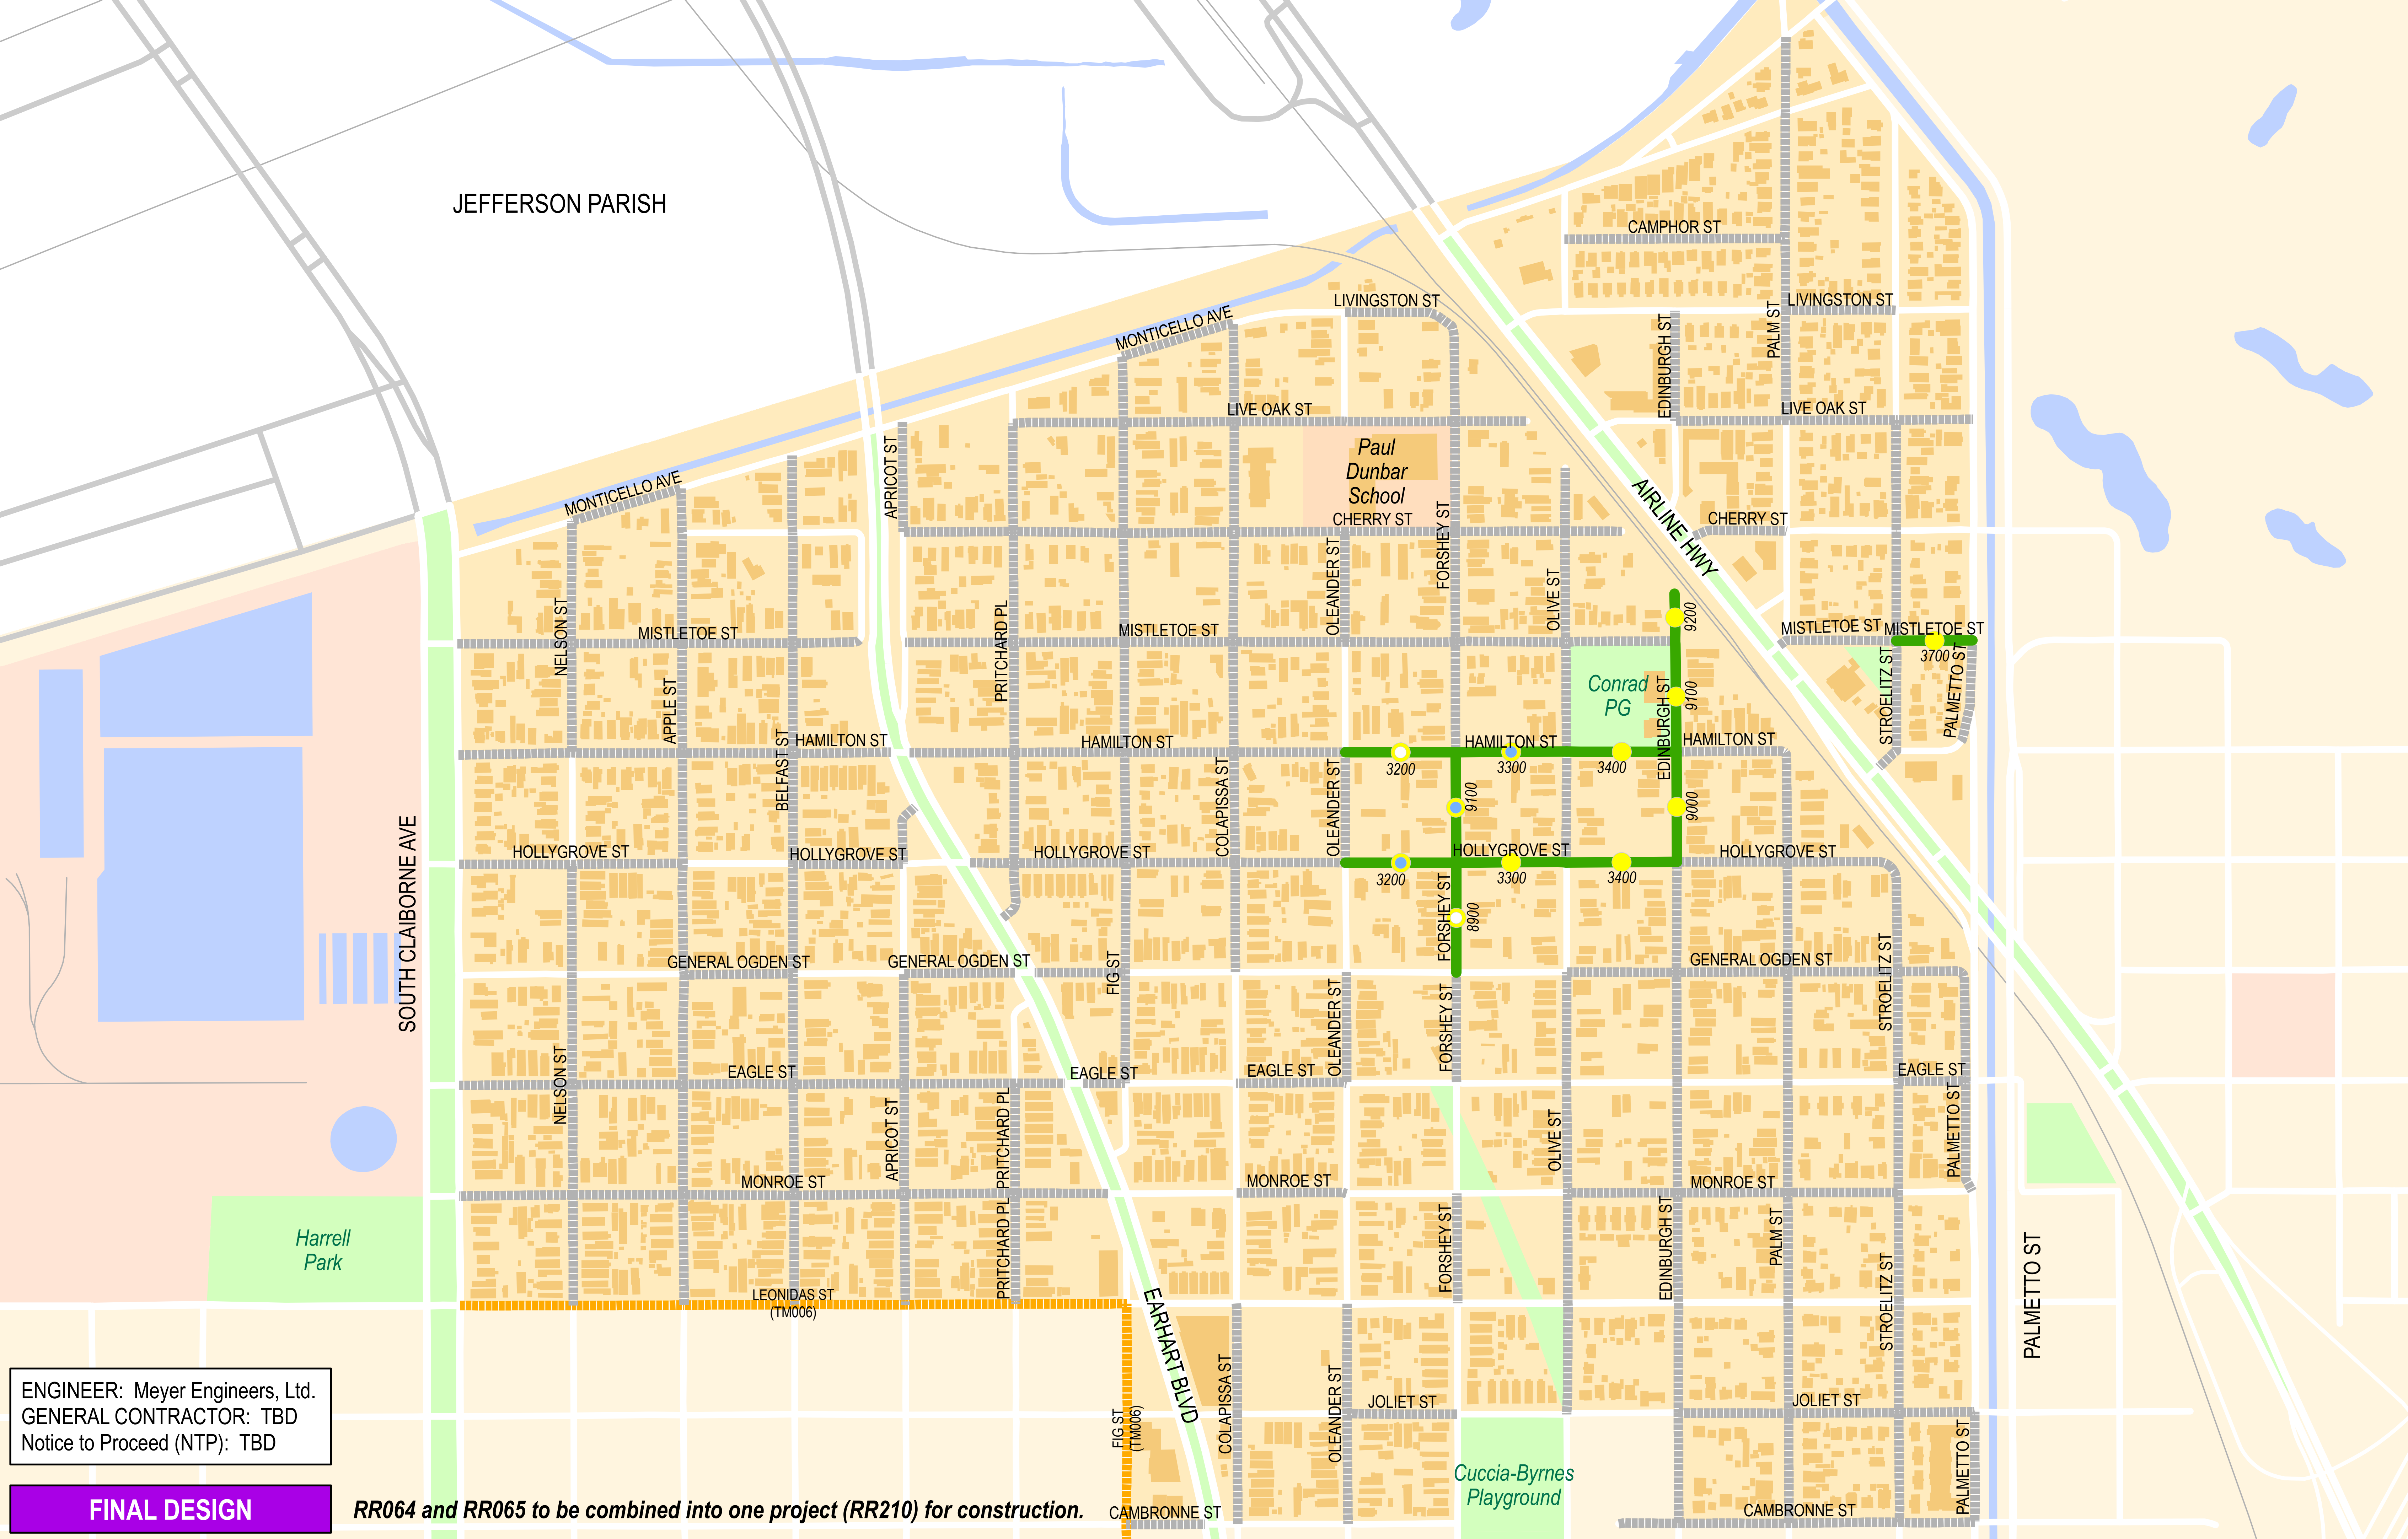 JEFFERSON PARISH
CAMPHOR ST
LIVINGSTON ST
LIVINGSTON ST
MONTICELLO AVE
EDINBURGH ST
PALM ST
LIVE OAK ST
LIVE OAK ST
APRICOT ST
Paul
Dunbar
School
MONTICELLO AVE
AIRLINE HWY
CHERRY ST
CHERRY ST
FORSHEY ST
OLEANDER ST
OLIVE ST
NELSON ST
PRITCHARD PL
9200
MISTLETOE ST
MISTLETOE ST
MISTLETOE ST
MISTLETOE ST
3700
APPLE ST
Conrad
PG
EDINBURGH ST
9100
STROELITZ ST
PALMETTO ST
BELFAST ST
HAMILTON ST
HAMILTON ST
HAMILTON ST
HAMILTON ST
COLAPISSA ST
OLEANDER ST
3200
3300
3400
9100
9000
SOUTH CLAIBORNE AVE
HOLLYGROVE ST
HOLLYGROVE ST
HOLLYGROVE ST
HOLLYGROVE ST
HOLLYGROVE ST
3200
3300
3400
FORSHEY ST
8900
GENERAL OGDEN ST
GENERAL OGDEN ST
GENERAL OGDEN ST
FIG ST
STROELITZ ST
OLEANDER ST
FORSHEY ST
NELSON ST
EAGLE ST
EAGLE ST
EAGLE ST
EAGLE ST
APRICOT ST
PRITCHARD PL
OLIVE ST
PALMETTO ST
MONROE ST
MONROE ST
MONROE ST
PRITCHARD PL
FORSHEY ST
EDINBURGH ST
PALM ST
STROELITZ ST
PALMETTO ST
Harrell
Park
LEONIDAS ST
(TM006)
EARHART BLVD
COLAPISSA ST
OLEANDER ST
JOLIET ST
JOLIET ST
FIG ST
(TM006)
PALMETTO ST
Cuccia-Byrnes
Playground
CAMBRONNE ST
CAMBRONNE ST
ENGINEER: Meyer Engineers, Ltd.
GENERAL CONTRACTOR: TBD
Notice to Proceed (NTP): TBD
FINAL DESIGN
RR064 and RR065 to be combined into one project (RR210) for construction.